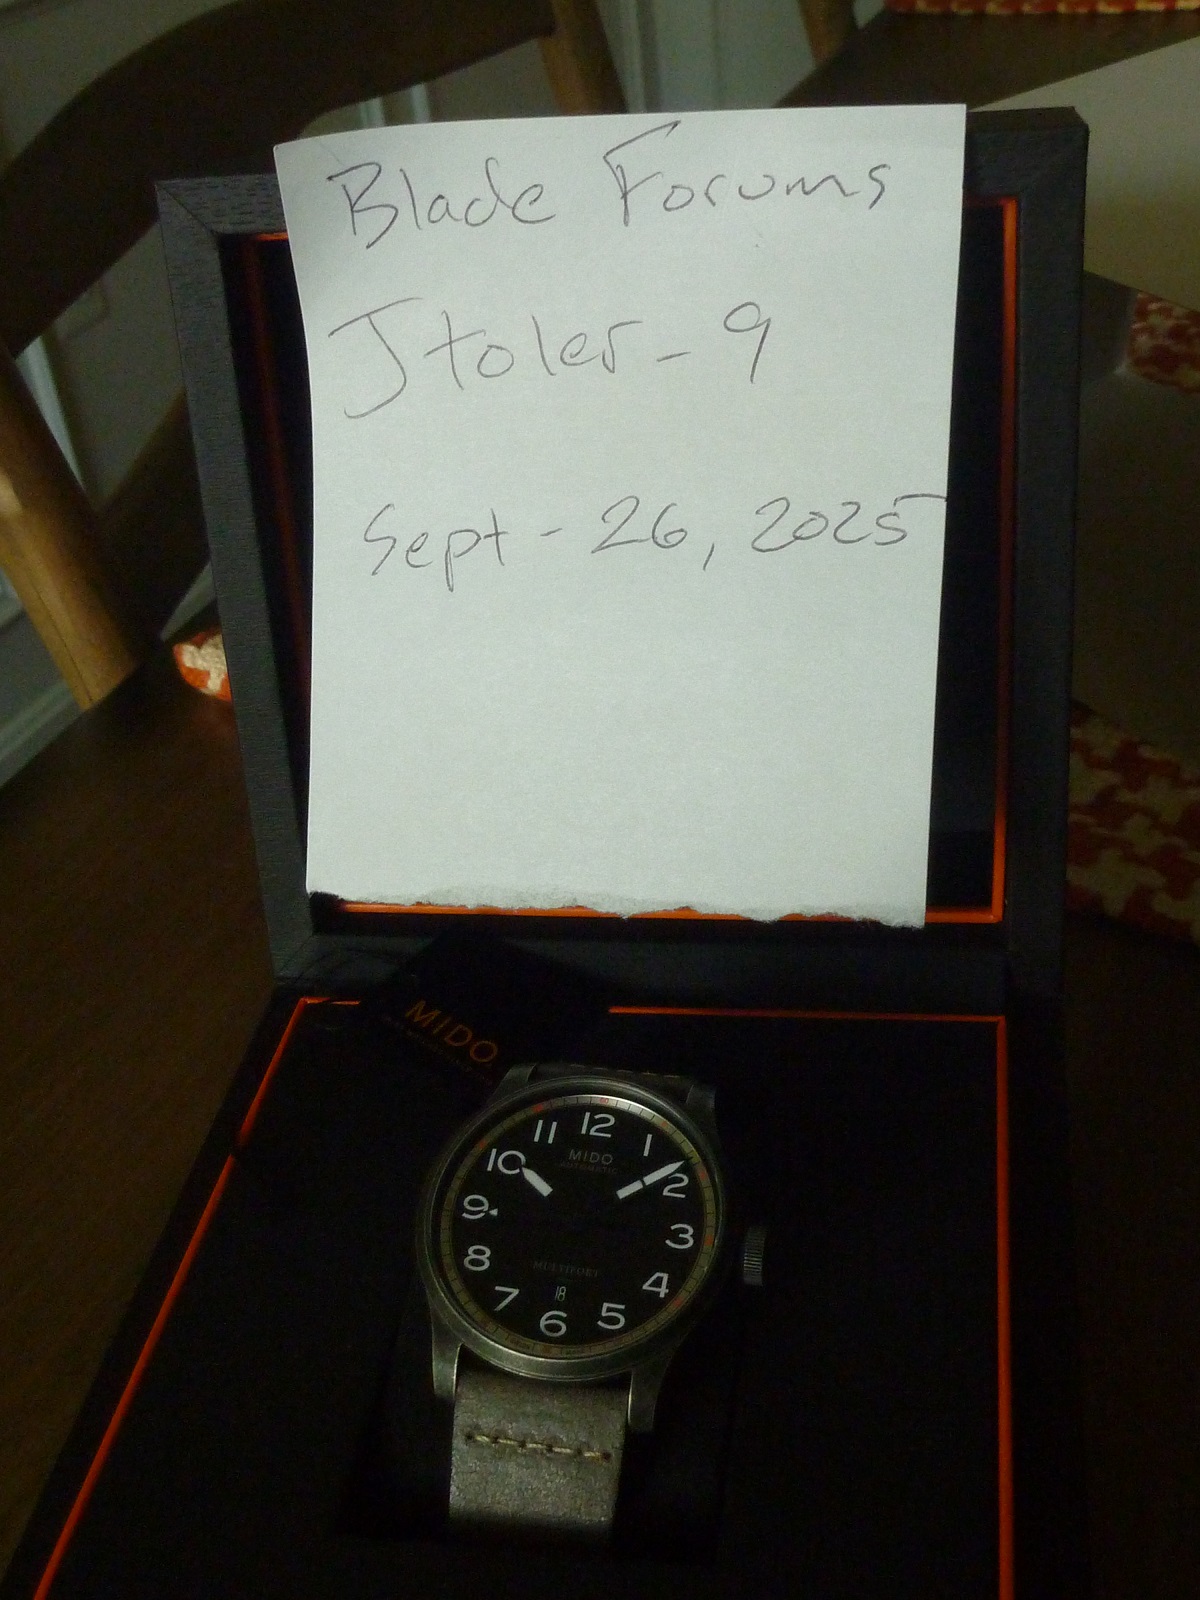 Blade Forums
Jtoler-9
Sept-26, 2025
MIDO
12
11
1
MIDO
AUTOMATIC
10
2
9
3
8
MULTIFORT
4
18
7
5
6